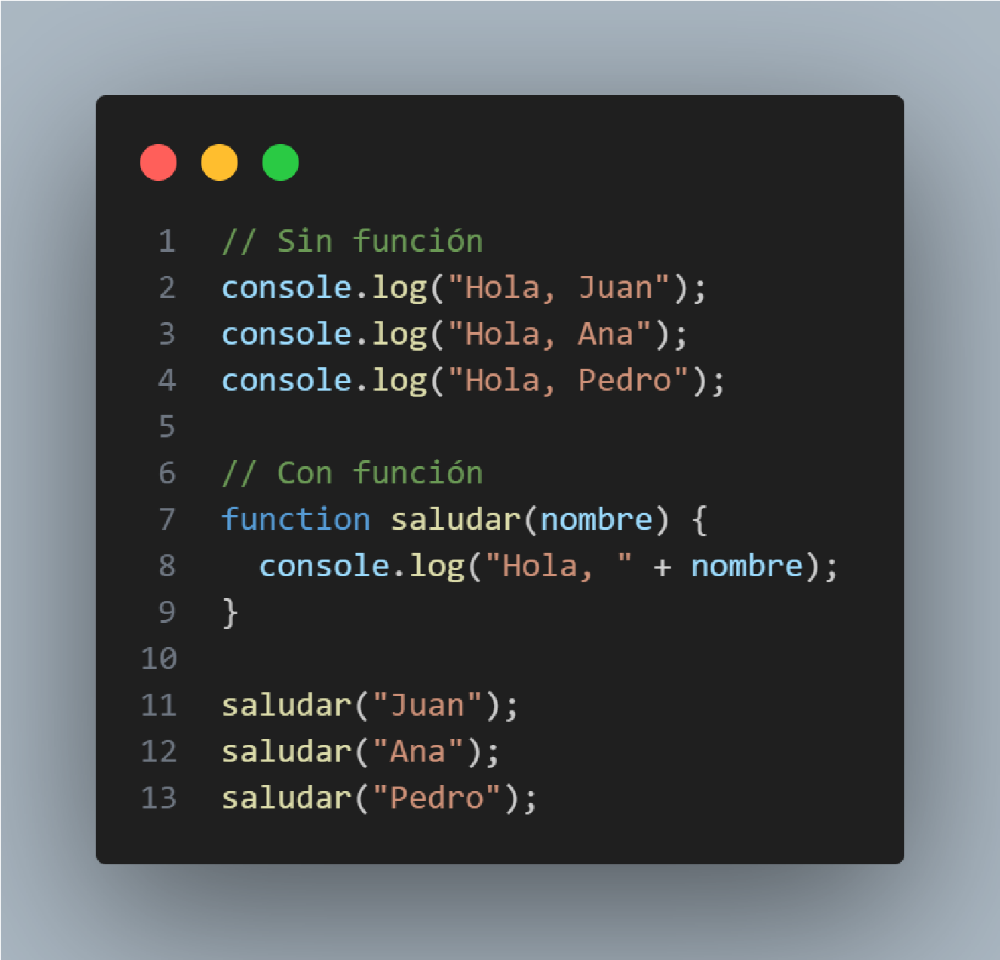 1 // Sin función
2 console.log("Hola, Juan");
3 console.log("Hola, Ana");
4 console.log("Hola, Pedro");
5
6 // Con función
7 function saludar(nombre) {
8   console.log("Hola, " + nombre);
9 }
10
11 saludar("Juan");
12 saludar("Ana");
13 saludar("Pedro");